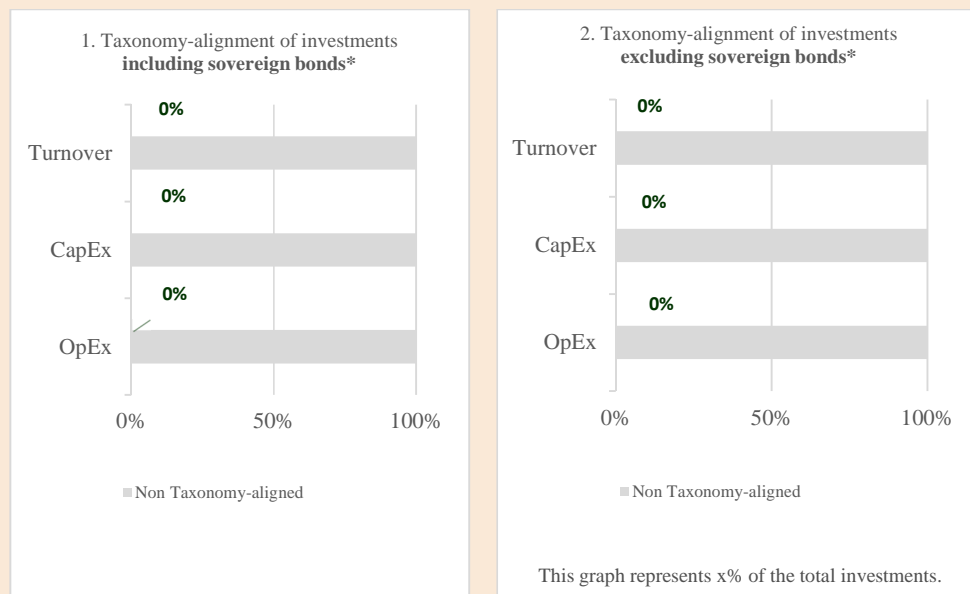 1. Taxonomy-alignment of investments
including sovereign bonds*
0%
Turnover
0%
CapEx
0%
OpEx
0% 50% 100%
Non Taxonomy-aligned
2. Taxonomy-alignment of investments
excluding sovereign bonds*
0%
Turnover
0%
CapEx
0%
OpEx
0% 50% 100%
Non Taxonomy-aligned
This graph represents x% of the total investments.